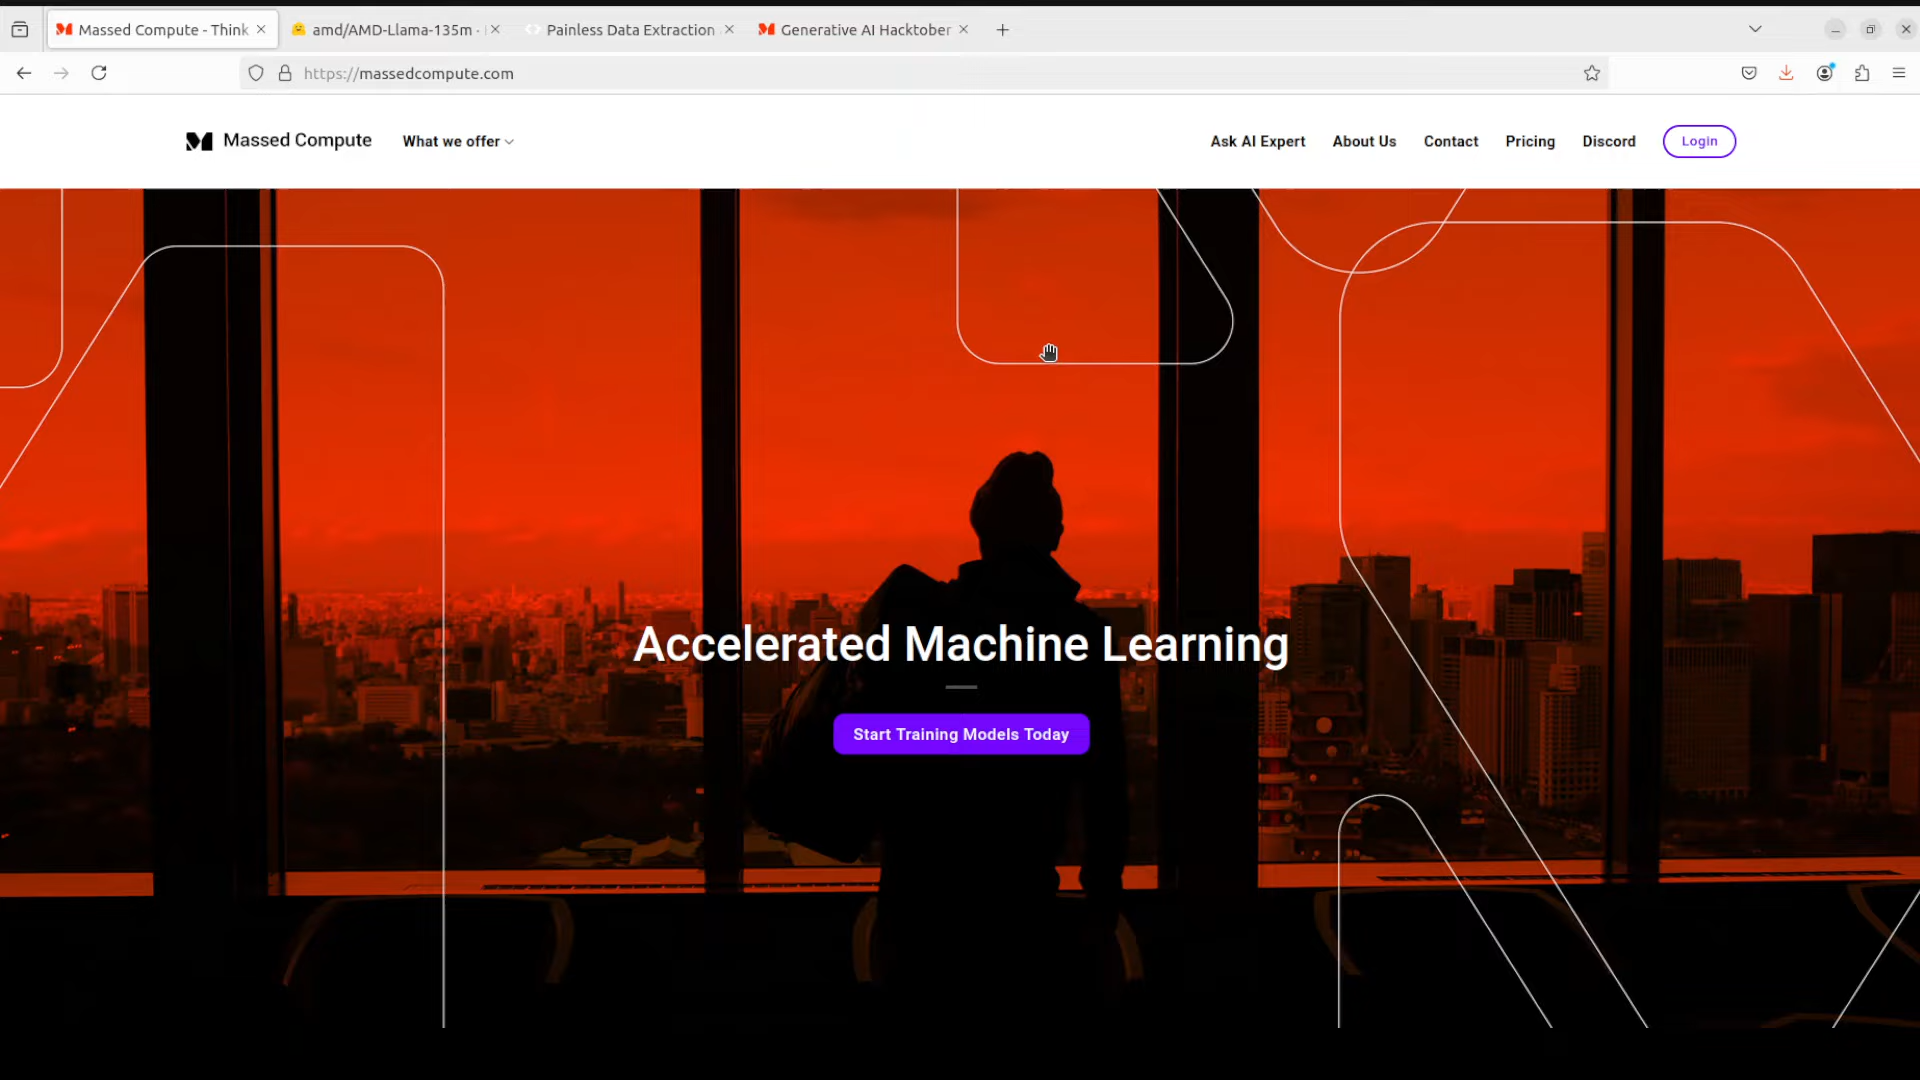 Massed Compute - Think
amd/AMD-Llama-135m ·
Painless Data Extraction
Generative AI Hacktober
https://massedcompute.com
Massed Compute
What we offer
Ask AI Expert
About Us
Contact
Pricing
Discord
Login
Accelerated Machine Learning
Start Training Models Today